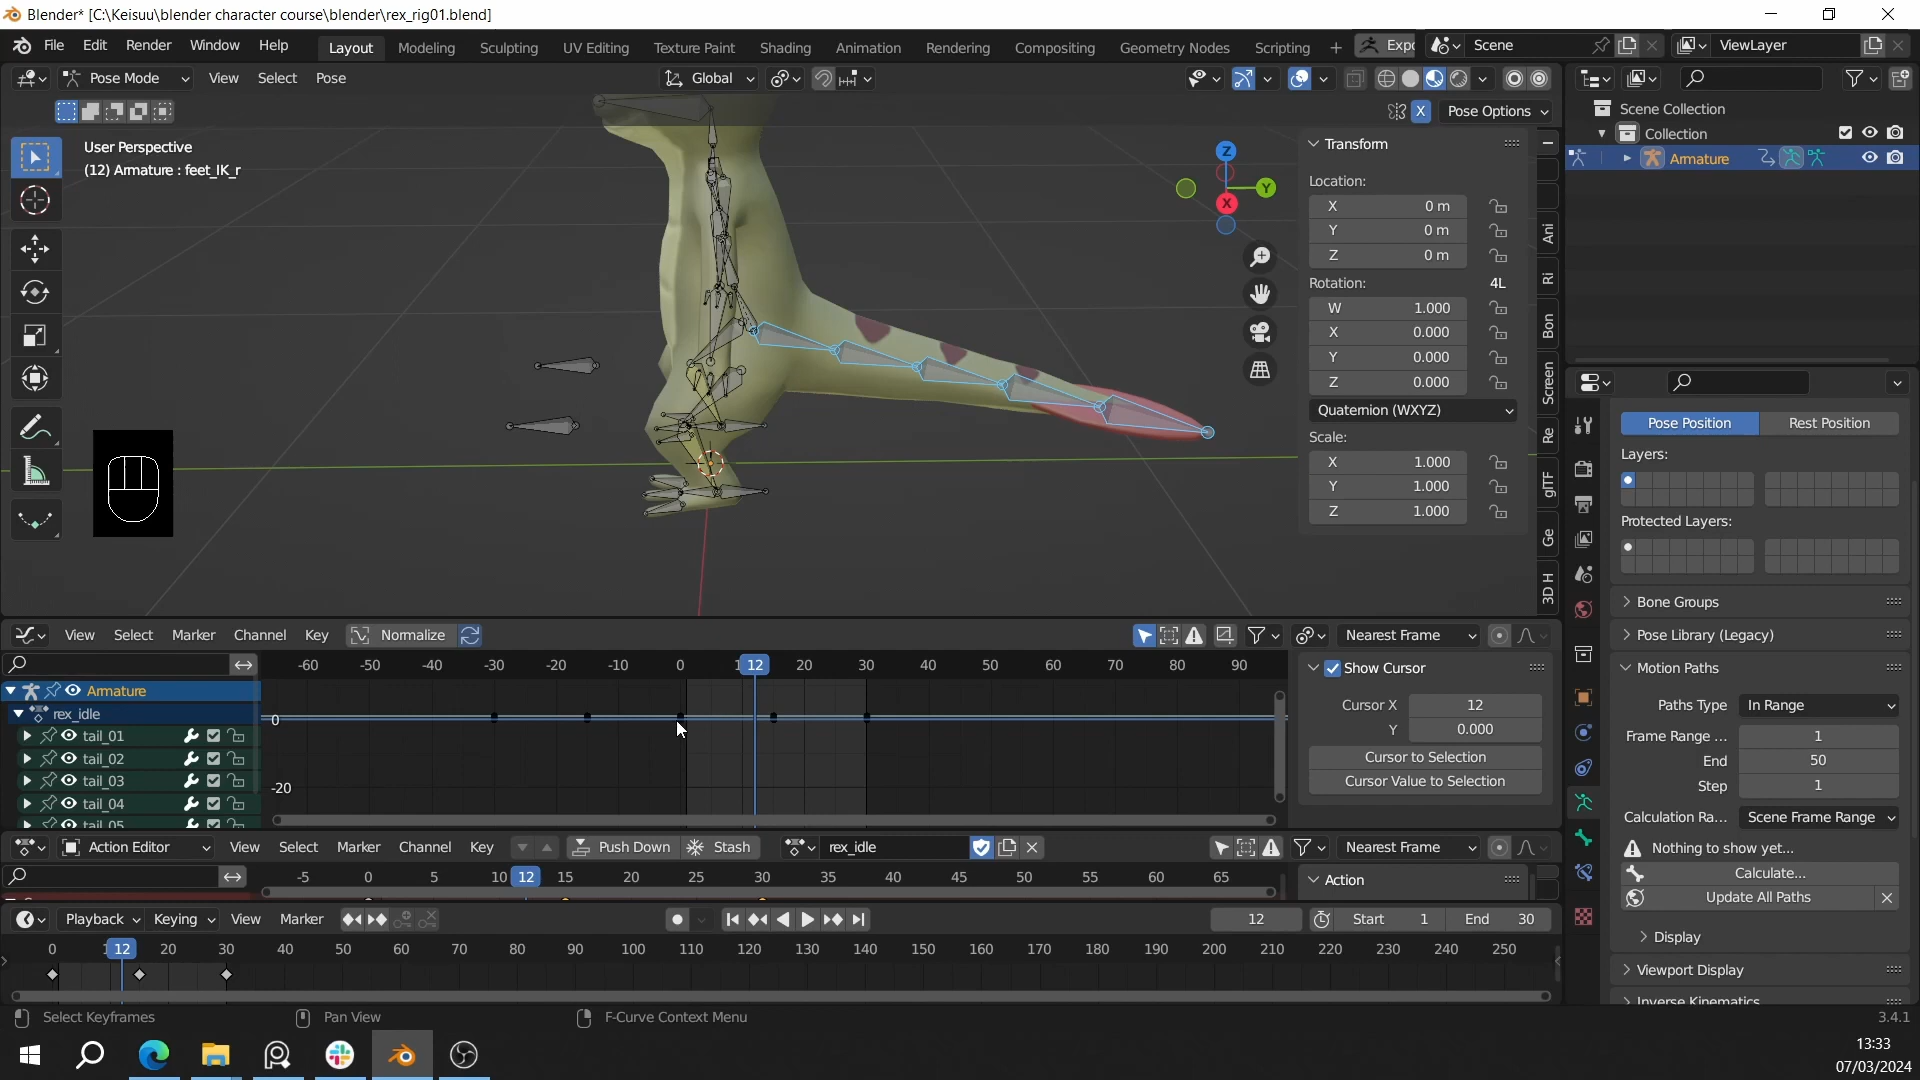 Blender* [C:\Keisuu\blender character course\blender\rex_rig01.blend]
File Edit Render Window Help Layout Modeling Sculpting UV Editing Texture Paint Shading Animation Rendering Compositing Geometry Nodes Scripting + Expo Scene ViewLayer
Pose Mode View Select Pose Global
X Pose Options
Scene Collection
Collection
Armature
User Perspective
(12) Armature : feet_IK_r
Z
Y
X
Transform
Location:
X 0 m
Y 0 m
Z 0 m
Rotation: 4L
W 1.000
X 0.000
Y 0.000
Z 0.000
Quaternion (WXYZ)
Scale:
X 1.000
Y 1.000
Z 1.000
Ani
Ri
Bon
Screen
Re
glTF
Ge
3D H
Pose Position Rest Position
Layers:
Protected Layers:
Bone Groups
Pose Library (Legacy)
Motion Paths
Paths Type In Range
Frame Range ... 1
End 50
Step 1
Calculation Ra... Scene Frame Range
Nothing to show yet...
Calculate...
Update All Paths
Display
Viewport Display
Inverse Kinematics
View Select Marker Channel Key Normalize Nearest Frame
-60 -50 -40 -30 -20 -10 0 12 20 30 40 50 60 70 80 90
Armature
rex_idle
tail_01
tail_02
tail_03
tail_04
tail_05
0
-20
Show Cursor
Cursor X 12
Y 0.000
Cursor to Selection
Cursor Value to Selection
Action Editor View Select Marker Channel Key Push Down Stash rex_idle Nearest Frame
-5 0 5 10 12 15 20 25 30 35 40 45 50 55 60 65
Action
Playback Keying View Marker 12 Start 1 End 30
0 12 20 30 40 50 60 70 80 90 100 110 120 130 140 150 160 170 180 190 200 210 220 230 240 250
Select Keyframes Pan View F-Curve Context Menu 3.4.1
13:33
07/03/2024